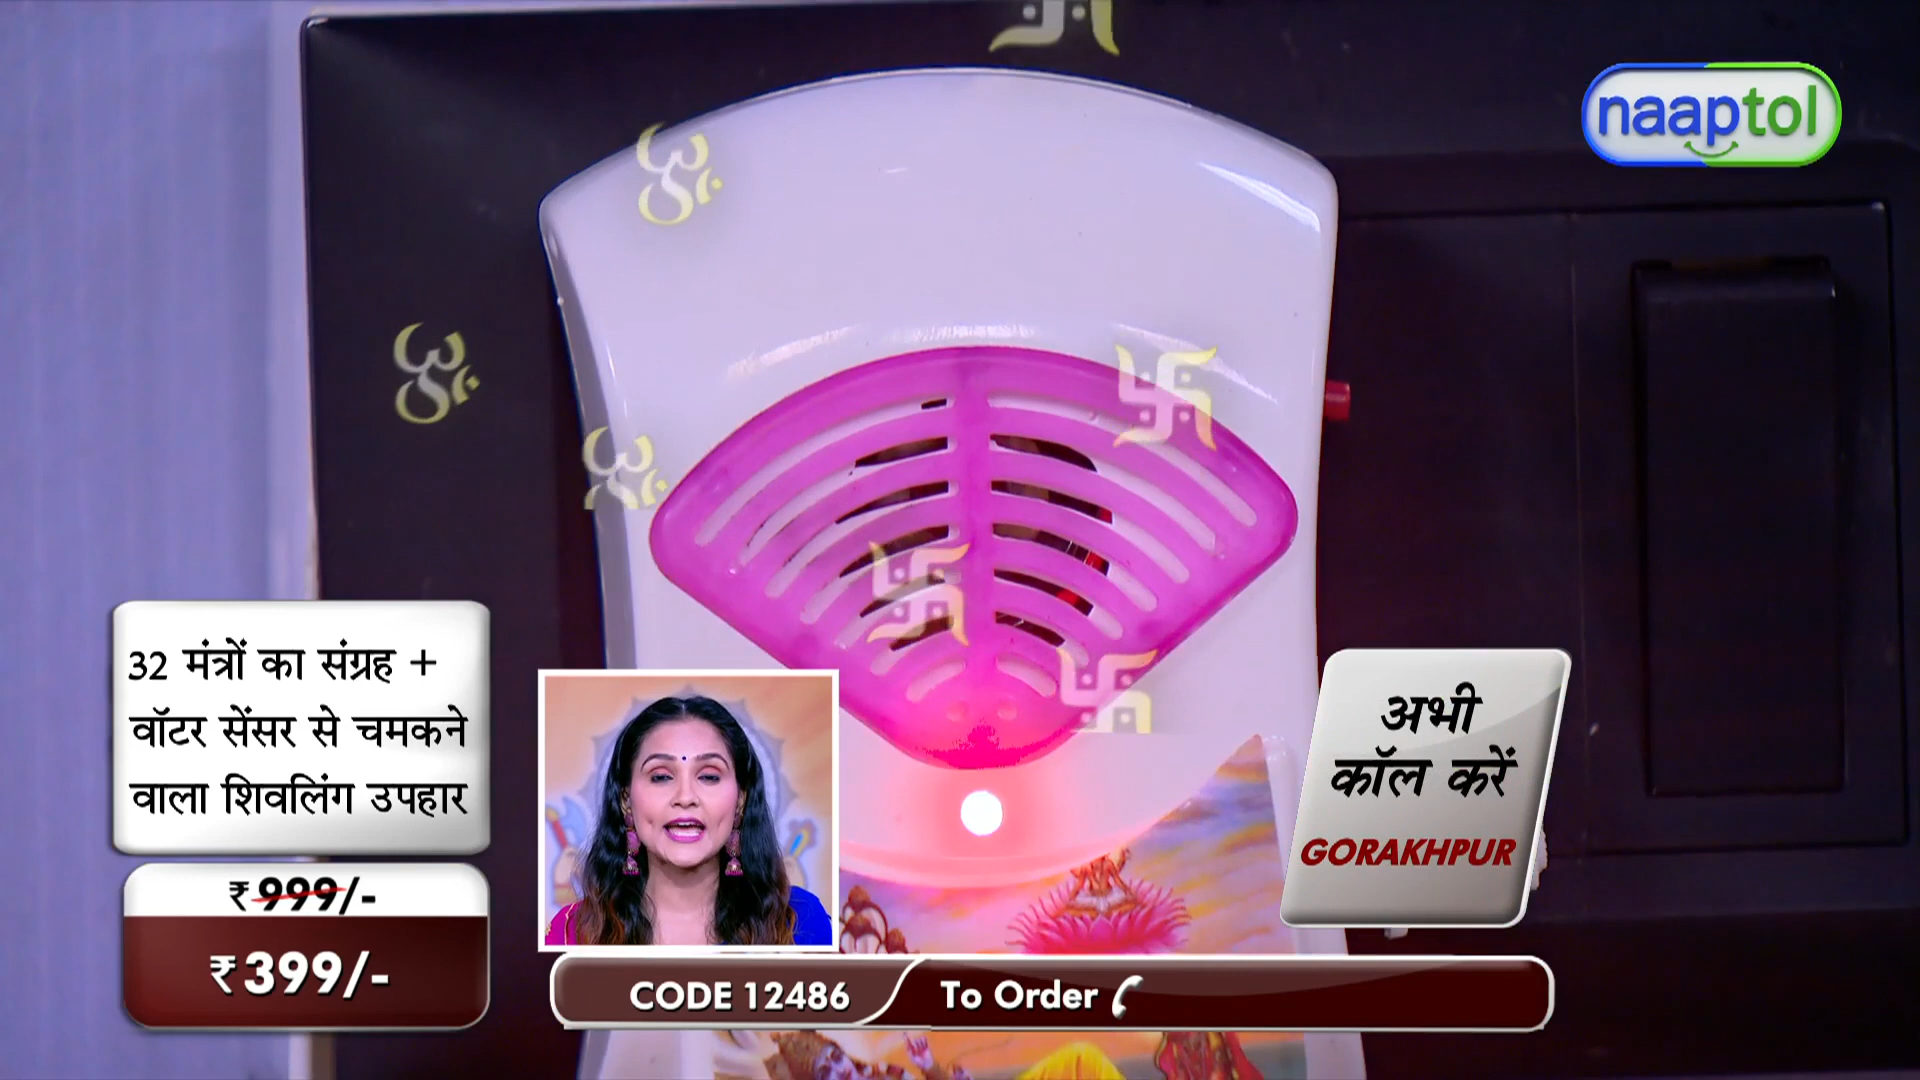 naaptol
32 मंत्रों का संग्रह +
वॉटर सेंसर से चमकने
वाला शिवलिंग उपहार
₹999/-
₹399/-
अभी
कॉल करें
GORAKHPUR
CODE 12486
To Order